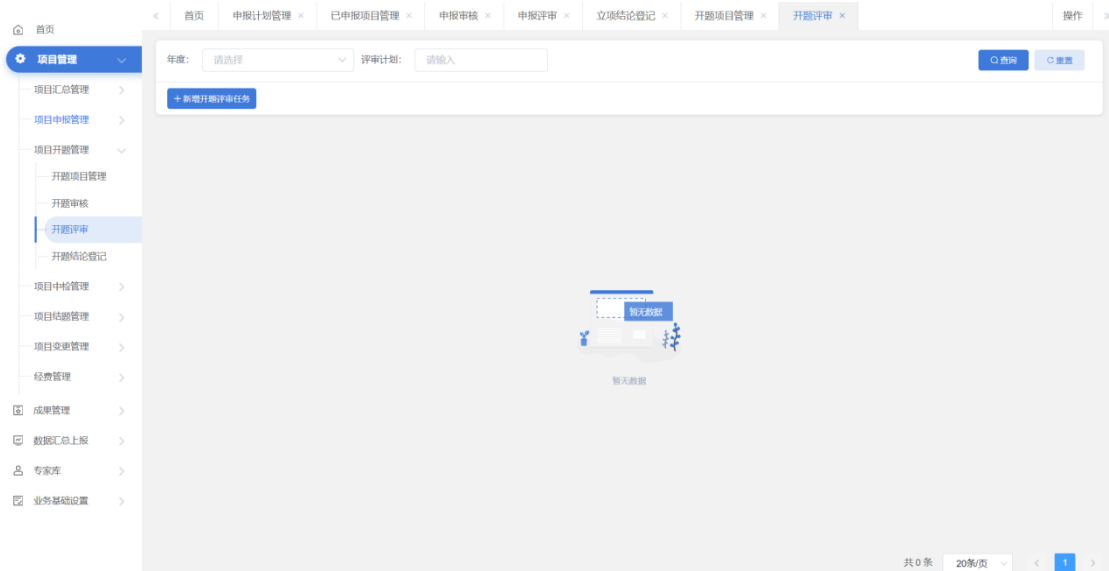 首页 申报计划管理 已申报项目管理 申报审核 申报评审 立项结论登记 开题项目管理 开题评审 操作
首页
项目管理
项目汇总管理
项目申报管理
项目开题管理
开题项目管理
开题审核
开题评审
开题结论登记
项目中检管理
项目结题管理
项目变更管理
经费管理
成果管理
数据汇总上报
专家库
业务基础设置
年度: 请选择 评审计划: 请输入 查询 重置
+新增开题评审任务
暂无数据
暂无数据
共 0 条 20条/页 1